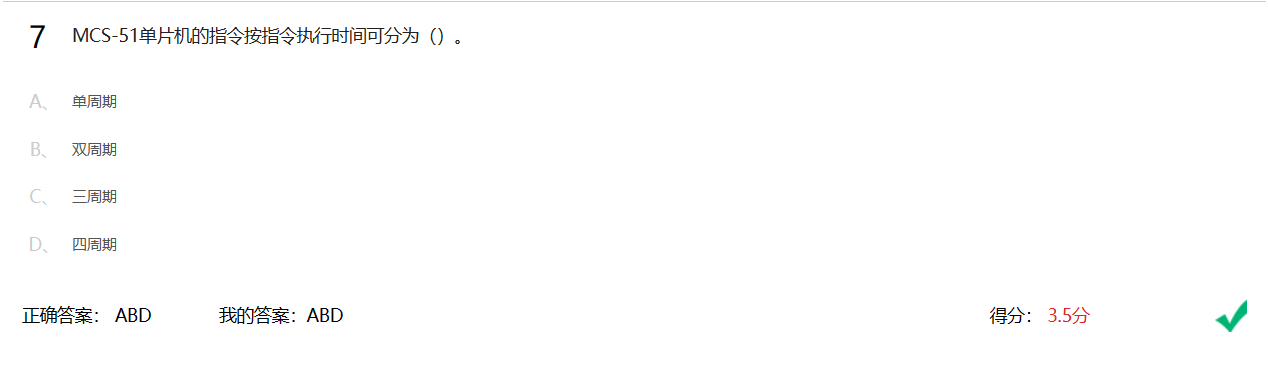 7 MCS-51单片机的指令按指令执行时间可分为（）。
A、 单周期
B、 双周期
C、 三周期
D、 四周期
正确答案： ABD 我的答案：ABD 得分： 3.5分